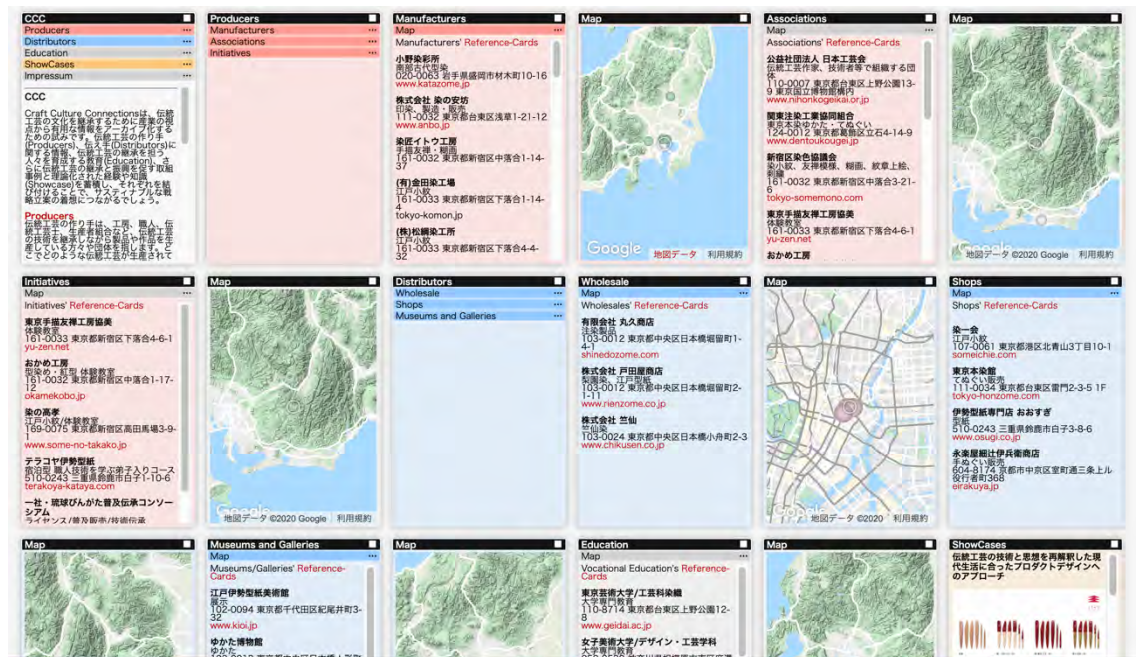 CCC
Producers
Distributors
Education
ShowCases
Impressum
CCC
Craft Culture Connectionsは、伝統
工芸の文化を継承するために産業の視
点から有用な情報をアーカイブ化する
ための試みです。伝統工芸の作り手
(Producers)、伝え手(Distributors)に
関する情報、伝統工芸の継承を担う
人々を育成する教育(Education)、さ
らに伝統工芸の継承と振興を促す取組
事例と理論化された経験や知識
(Showcase)を蓄積し、それぞれを結
び付けることで、サスティナブルな戦
略立案の着想につながるでしょう。
Producers
伝統工芸の作り手は、工房、職人、伝
統工芸士、生産者組合など、伝統工芸
の技術を継承しながら製品や作品を生
産している方々や団体を指します。ど
こでどのような伝統工芸が生産されて
Producers
Manufacturers
Associations
Initiatives
Manufacturers
Map
Manufacturers' Reference-Cards
小野染彩所
南部古代型染
020-0063 岩手県盛岡市材木町10-16
www.katazome.jp
株式会社 染の安坊
印染、製造・販売
111-0032 東京都台東区浅草1-21-12
www.anbo.jp
染匠イトウ工房
手描友禅・糊画
161-0032 東京都新宿区中落合1-14-
37
(有)金田染工場
江戸小紋
161-0033 東京都新宿区下落合1-14-
4
tokyo-komon.jp
(株)松綱染工所
江戸小紋
161-0033 東京都新宿区下落合4-4-
32
Map
Google
地図データ 利用規約
Associations
Map
Associations' Reference-Cards
公益社団法人 日本工芸会
伝統工芸作家、技術者等で組織する団
体
110-0007 東京都台東区上野公園13-
9 東京国立博物館構内
www.nihonkogeikai.or.jp
関東注染工業協同組合
東京本染ゆかた・てぬぐい
124-0012 東京都葛飾区立石4-14-9
www.dentoukougei.jp
新宿区染色協議会
染小紋、友禅模様、糊画、紋章上絵、
刺繍
161-0032 東京都新宿区中落合3-21-
6
tokyo-somemono.com
東京手描友禅工房協美
体験教室
161-0033 東京都新宿区下落合4-6-1
yu-zen.net
おかめ工房
Map
地図データ ©2020 Google 利用規約
Initiatives
Map
Initiatives' Reference-Cards
東京手描友禅工房協美
体験教室
161-0033 東京都新宿区下落合4-6-1
yu-zen.net
おかめ工房
型染め・紅型 体験教室
161-0032 東京都新宿区中落合1-17-
12
okamekobo.jp
染の高孝
江戸小紋/体験教室
169-0075 東京都新宿区高田馬場3-9-
1
www.some-no-takako.jp
テラコヤ伊勢型紙
宿泊型 職人技術を学ぶ弟子入りコース
510-0243 三重県鈴鹿市白子1-10-6
terakoya-kataya.com
一社・琉球びんがた普及伝承コンソー
シアム
ライセンス/普及販売/技術伝承
Map
地図データ ©2020 Google 利用規約
Distributors
Wholesale
Shops
Museums and Galleries
Wholesale
Map
Wholesales' Reference-Cards
有限会社 丸久商店
注染製品
103-0012 東京都中央区日本橋堀留町1-
4-1
shinedozome.com
株式会社 戸田屋商店
梨園染、江戸型紙
103-0012 東京都中央区日本橋堀留町2-
1-11
www.rienzome.co.jp
株式会社 竺仙
竺仙染
103-0024 東京都中央区日本橋小舟町2-3
www.chikusen.co.jp
Map
Google
地図データ ©2020 利用規約
Shops
Map
Shops' Reference-Cards
染一会
江戸小紋
107-0061 東京都港区北青山3丁目10-1
someichie.com
東京本染館
てぬぐい販売
111-0034 東京都台東区雷門2-3-5 1F
tokyo-honzome.com
伊勢型紙専門店 おおすぎ
型紙
510-0243 三重県鈴鹿市白子3-8-6
www.osugi.co.jp
永楽屋細辻伊兵衛商店
手ぬぐい販売
604-8174 京都市中京区室町通三条上ル
役行者町368
eirakuya.jp
Map
Museums and Galleries
Map
Museums/Galleries' Reference-
Cards
江戸伊勢型紙美術館
展示
102-0094 東京都千代田区紀尾井町3-
32
www.kioi.jp
ゆかた博物館
ゆかた
Map
Education
Map
Vocational Education's Reference-
Cards
東京芸術大学/工芸科染織
大学専門教育
110-8714 東京都台東区上野公園12-
8
www.geidai.ac.jp
女子美術大学/デザイン・工芸学科
大学専門教育
Map
ShowCases
伝統工芸の技術と思想を再解釈した現
代生活に合ったプロダクトデザインへ
のアプローチ